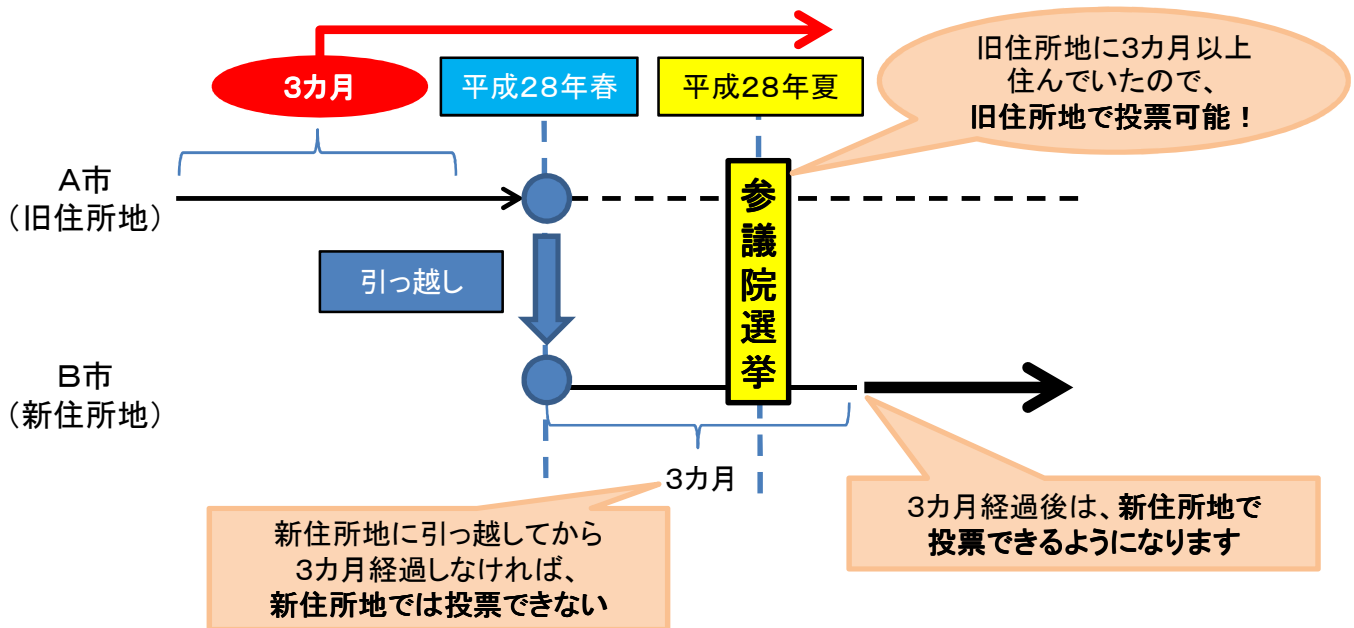 3カ月
平成28年春
平成28年夏
旧住所地に3カ月以上
住んでいたので、
旧住所地で投票可能！
A市
（旧住所地）
参議院選挙
引っ越し
B市
（新住所地）
3カ月
新住所地に引っ越してから
3カ月経過しなければ、
新住所地では投票できない
3カ月経過後は、新住所地で
投票できるようになります